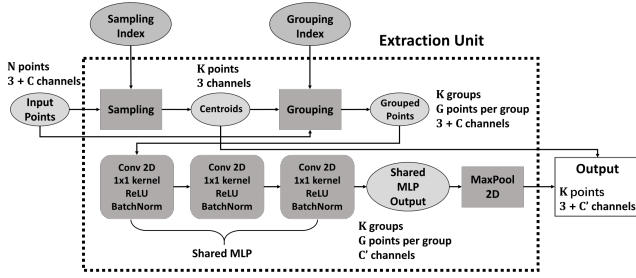 Sampling
Index
Grouping
Index
Extraction Unit
N points
3 + C channels
K points
3 channels
Input
Points
Sampling
Centroids
Grouping
Grouped
Points
K groups
G points per group
3 + C channels
Conv 2D
1x1 kernel
ReLU
BatchNorm
Conv 2D
1x1 kernel
ReLU
BatchNorm
Conv 2D
1x1 kernel
ReLU
BatchNorm
Shared
MLP
Output
MaxPool
2D
Output
K points
3 + C' channels
Shared MLP
K groups
G points per group
C' channels